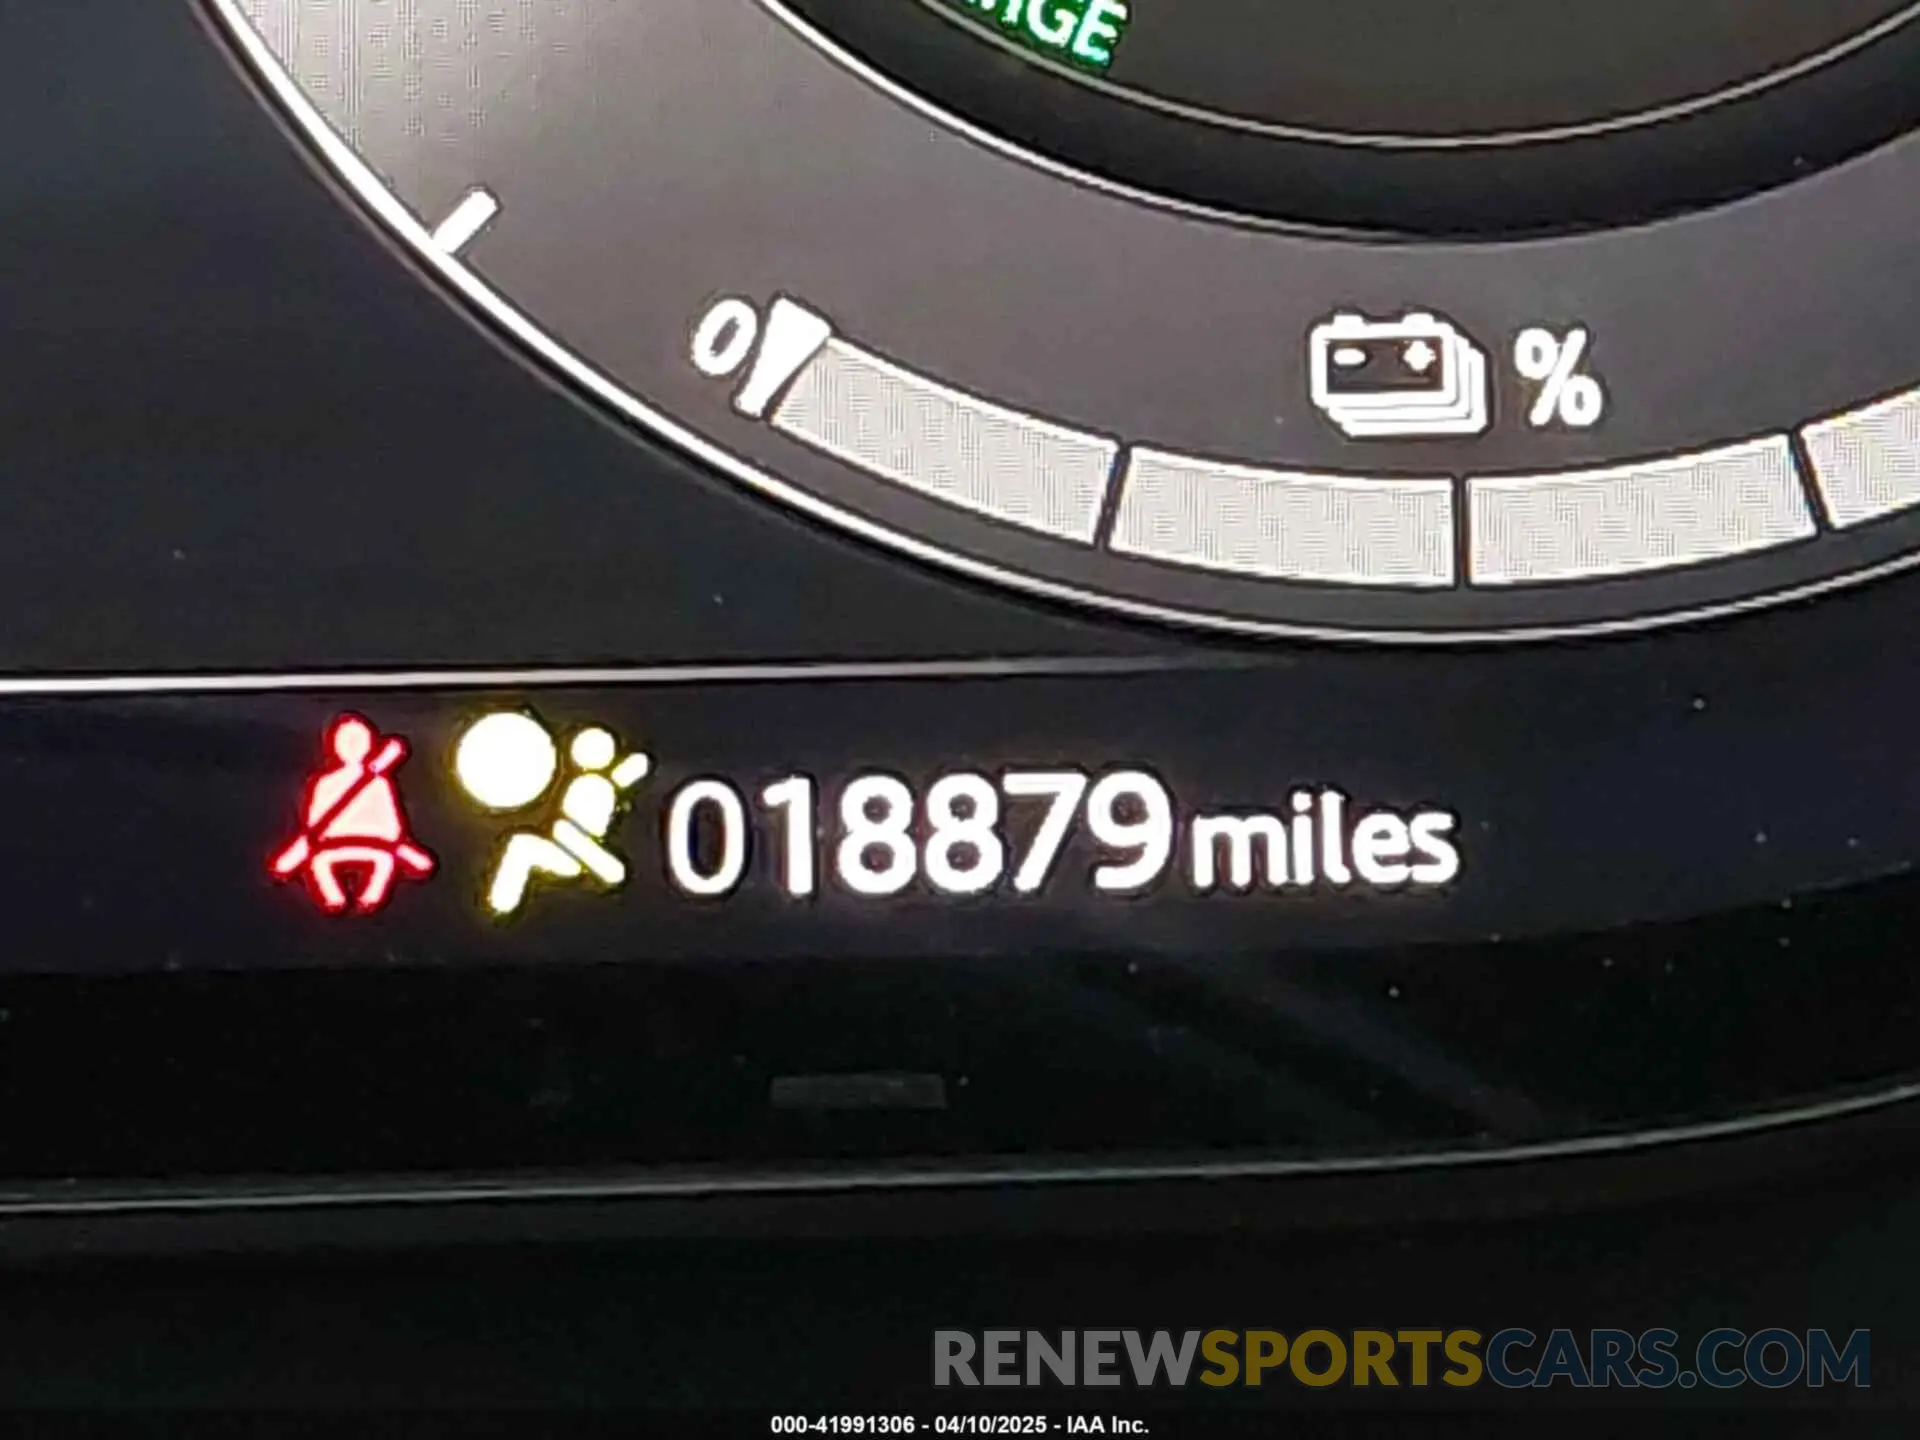 0 %
018879 miles
RENEWSPORTSCARS.COM
000-41991306 - 04/10/2025 - IAA Inc.